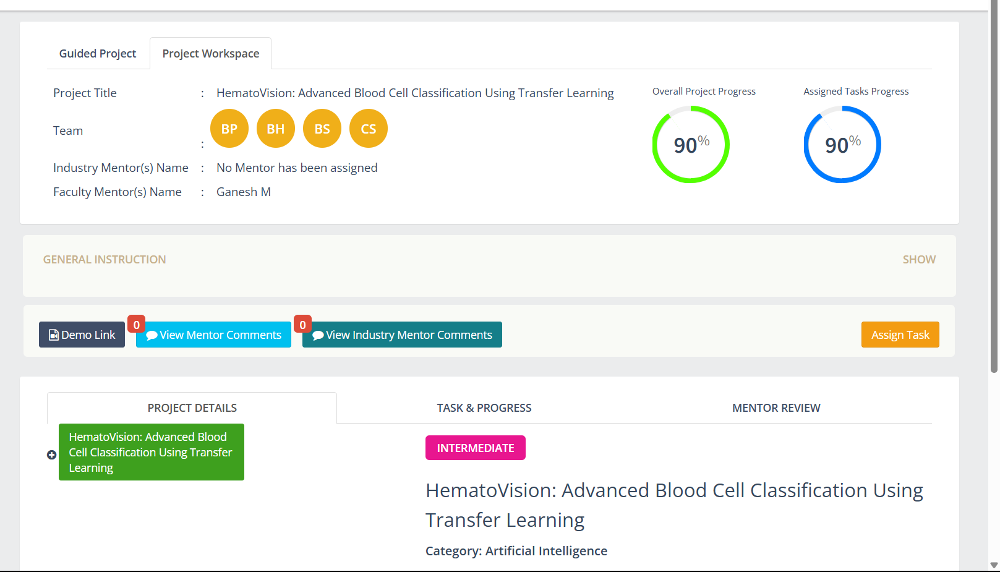 Guided Project
Project Workspace
Project Title : HematoVision: Advanced Blood Cell Classification Using Transfer Learning
Team : BP BH BS CS
Industry Mentor(s) Name : No Mentor has been assigned
Faculty Mentor(s) Name : Ganesh M
Overall Project Progress
90%
Assigned Tasks Progress
90%
GENERAL INSTRUCTION
SHOW
Demo Link
0
View Mentor Comments
0
View Industry Mentor Comments
Assign Task
PROJECT DETAILS
TASK & PROGRESS
MENTOR REVIEW
HematoVision: Advanced Blood
Cell Classification Using Transfer
Learning
INTERMEDIATE
HematoVision: Advanced Blood Cell Classification Using
Transfer Learning
Category: Artificial Intelligence